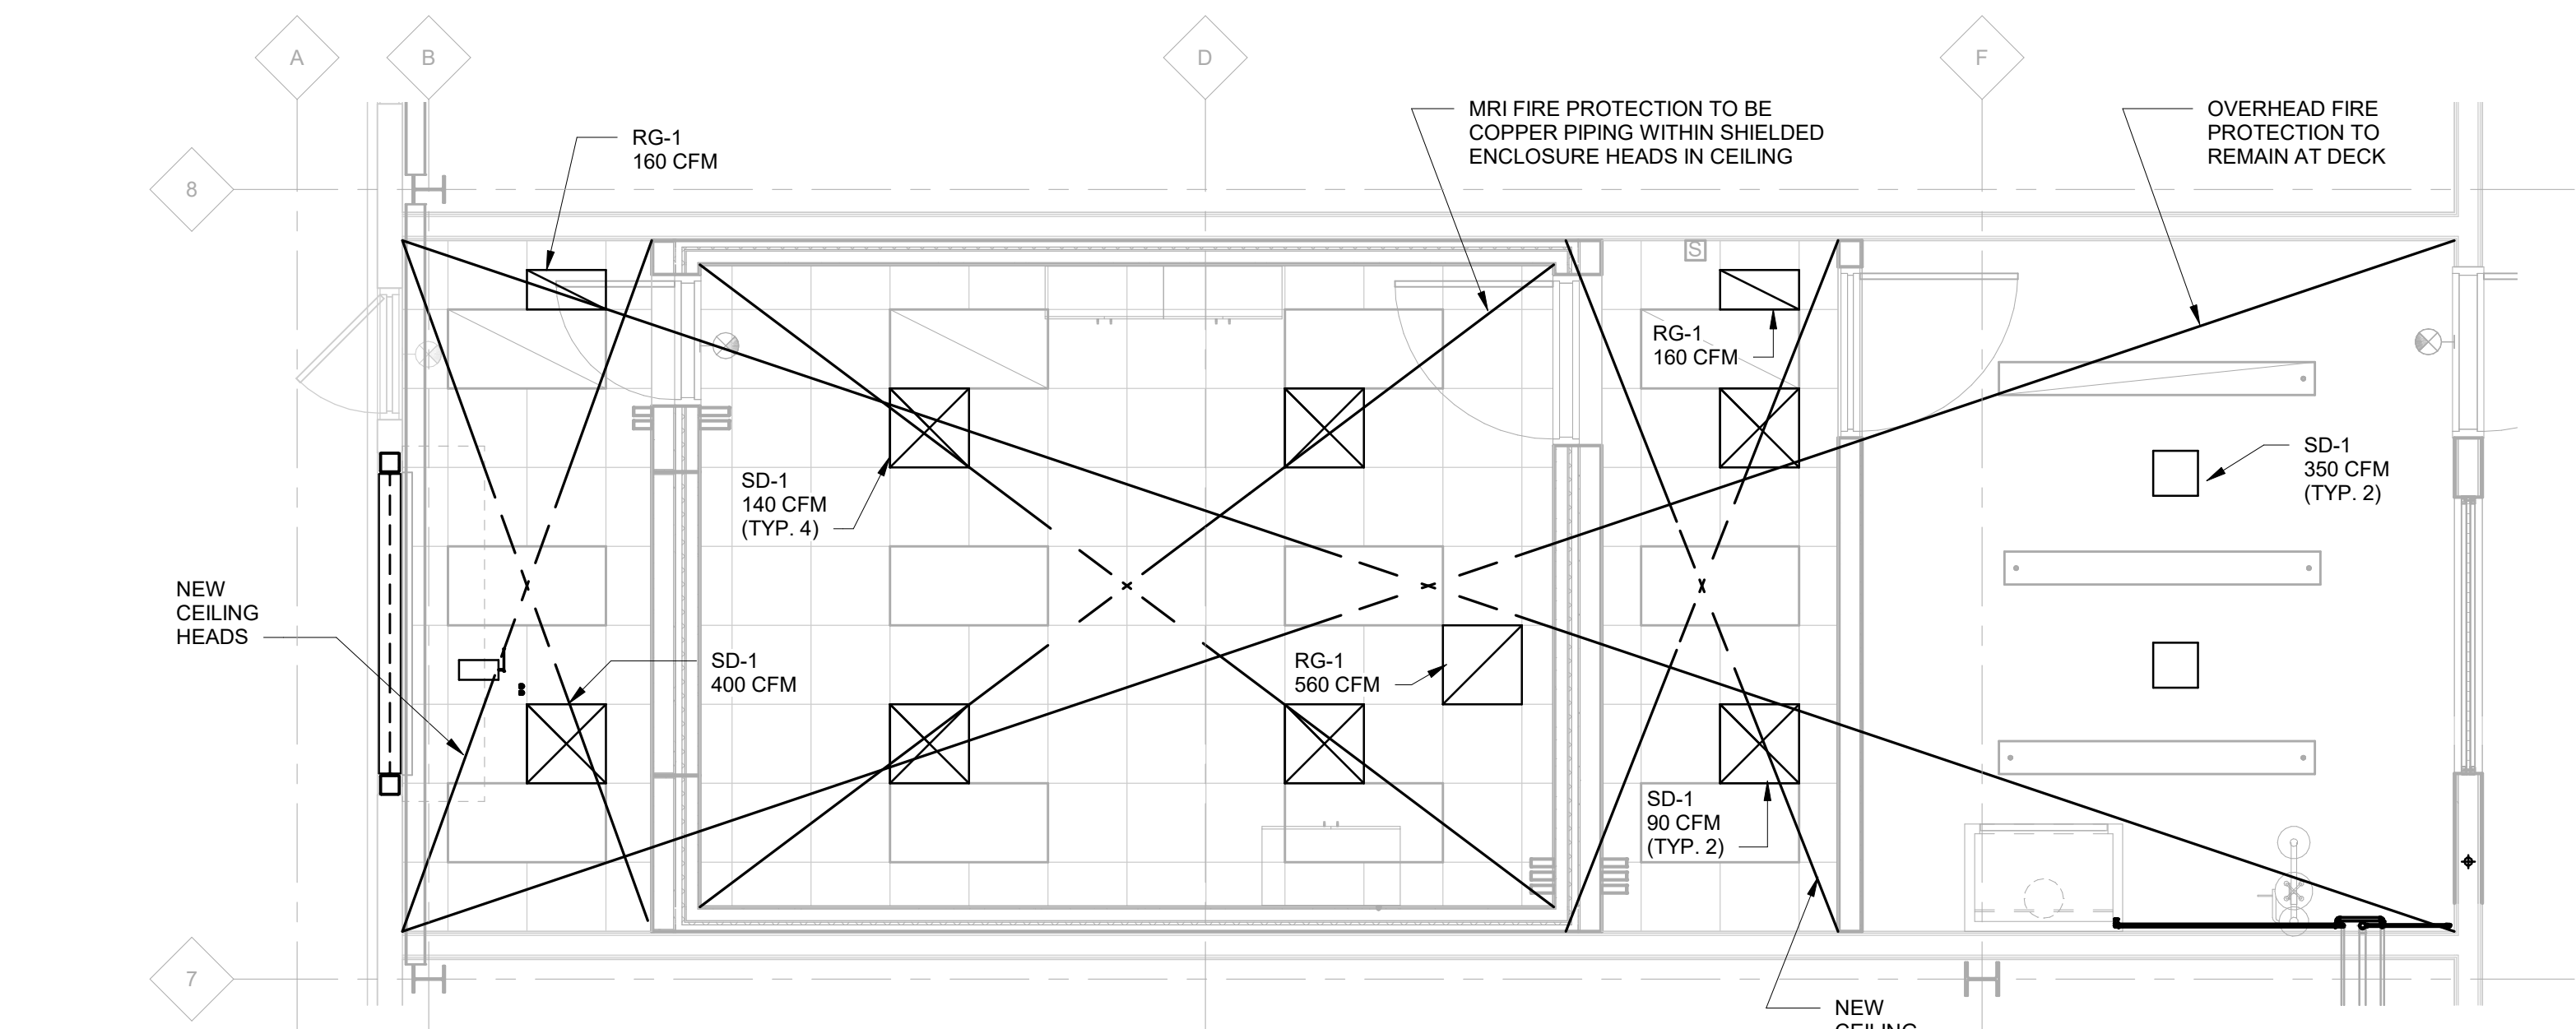 A
B
D
F
8
RG-1
160 CFM
MRI FIRE PROTECTION TO BE
COPPER PIPING WITHIN SHIELDED
ENCLOSURE HEADS IN CEILING
OVERHEAD FIRE
PROTECTION TO
REMAIN AT DECK
S
RG-1
160 CFM
SD-1
350 CFM
(TYP. 2)
SD-1
140 CFM
(TYP. 4)
NEW
CEILING
HEADS
SD-1
400 CFM
RG-1
560 CFM
SD-1
90 CFM
(TYP. 2)
7
NEW
CEILING